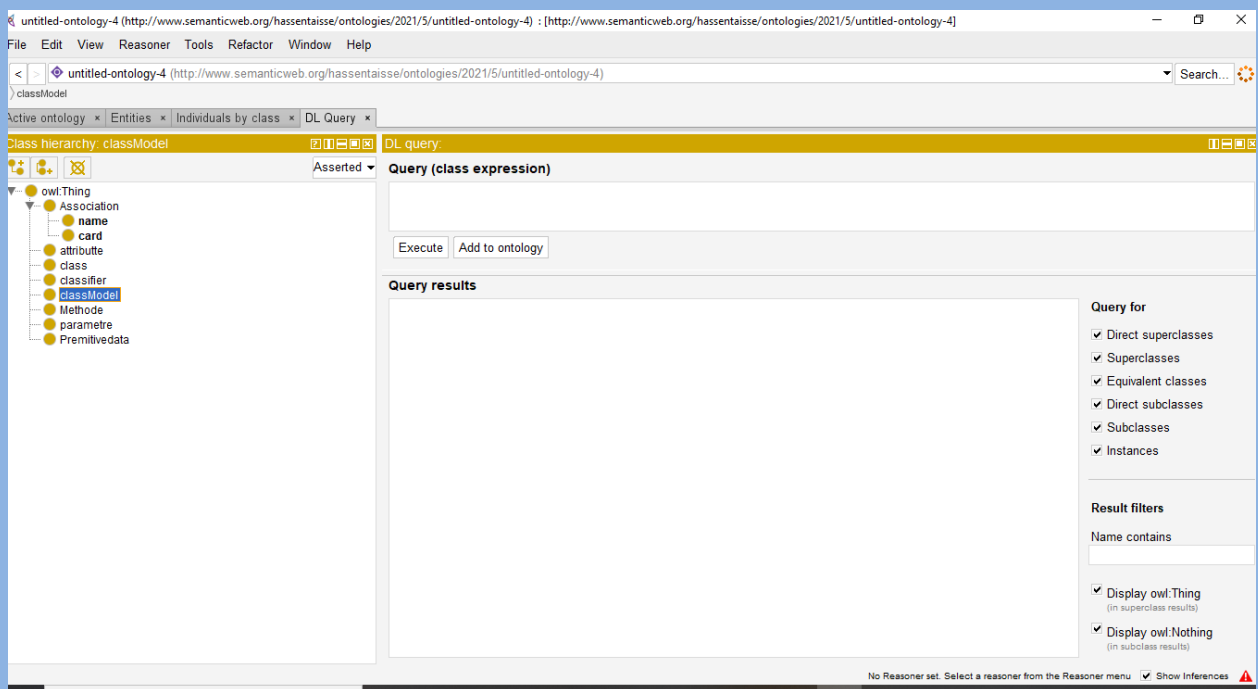 untitled-ontology-4 (http://www.semanticweb.org/hassentaisse/ontologies/2021/5/untitled-ontology-4) : [http://www.semanticweb.org/hassentaisse/ontologies/2021/5/untitled-ontology-4]
File Edit View Reasoner Tools Refactor Window Help
< > untitled-ontology-4 (http://www.semanticweb.org/hassentaisse/ontologies/2021/5/untitled-ontology-4) Search...
classModel
Active ontology × Entities × Individuals by class × DL Query ×
Class hierarchy: classModel
Asserted
owl:Thing
Association
name
card
attributte
class
classifier
classModel
Methode
parametre
Premitivedata
DL query:
Query (class expression)
Execute Add to ontology
Query results
Query for
Direct superclasses
Superclasses
Equivalent classes
Direct subclasses
Subclasses
Instances
Result filters
Name contains
Display owl:Thing
(in superclass results)
Display owl:Nothing
(in subclass results)
No Reasoner set. Select a reasoner from the Reasoner menu Show Inferences